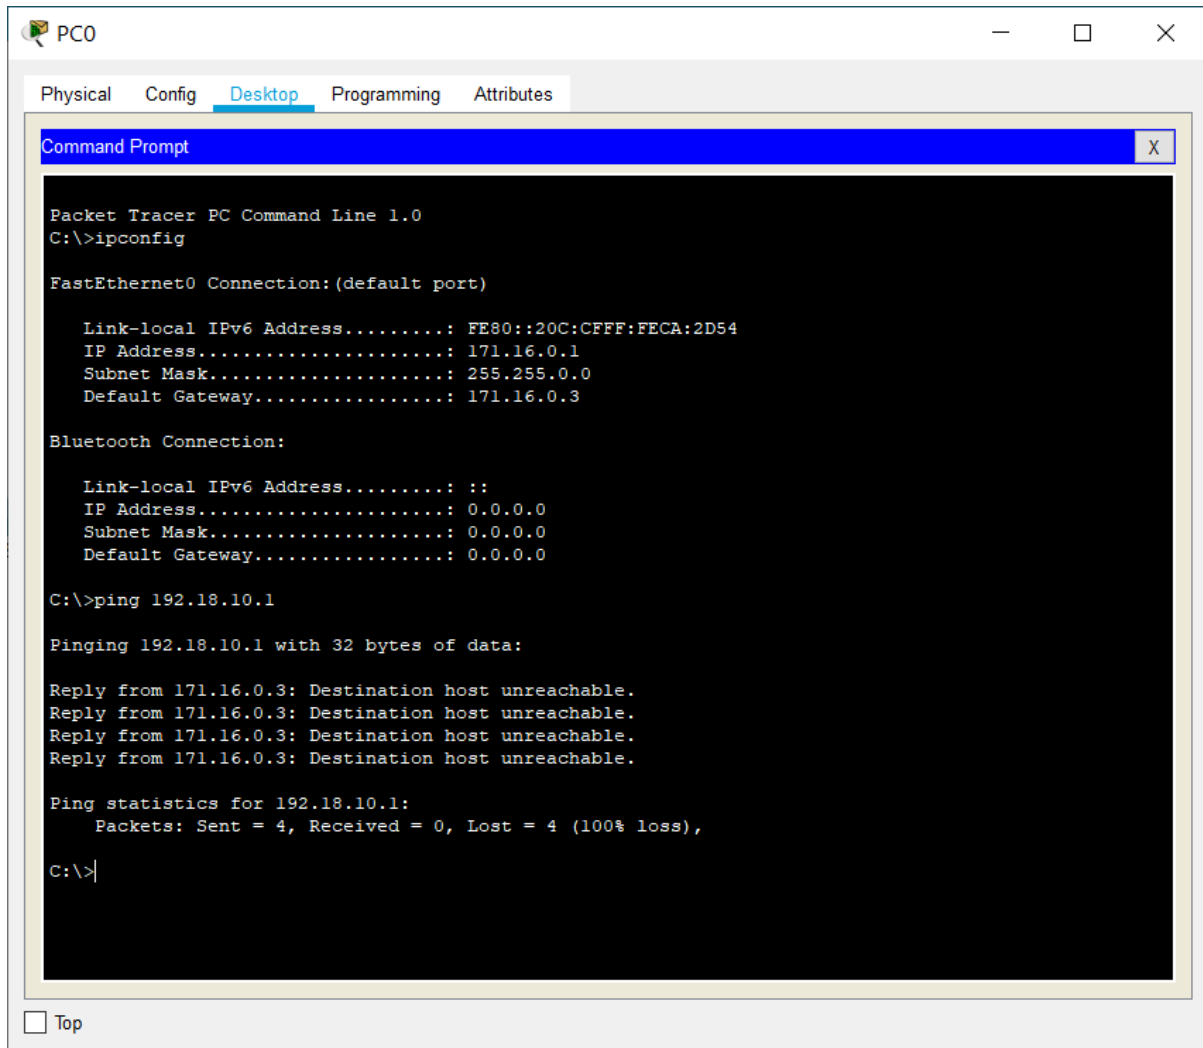 PC0
Physical Config Desktop Programming Attributes
Command Prompt
X
Packet Tracer PC Command Line 1.0
C:\>ipconfig
FastEthernet0 Connection:(default port)
Link-local IPv6 Address.........: FE80::20C:CFFF:FECA:2D54
IP Address......................: 171.16.0.1
Subnet Mask.....................: 255.255.0.0
Default Gateway.................: 171.16.0.3
Bluetooth Connection:
Link-local IPv6 Address.........: ::
IP Address......................: 0.0.0.0
Subnet Mask.....................: 0.0.0.0
Default Gateway.................: 0.0.0.0
C:\>ping 192.18.10.1
Pinging 192.18.10.1 with 32 bytes of data:
Reply from 171.16.0.3: Destination host unreachable.
Reply from 171.16.0.3: Destination host unreachable.
Reply from 171.16.0.3: Destination host unreachable.
Reply from 171.16.0.3: Destination host unreachable.
Ping statistics for 192.18.10.1:
Packets: Sent = 4, Received = 0, Lost = 4 (100% loss),
C:\>
Top